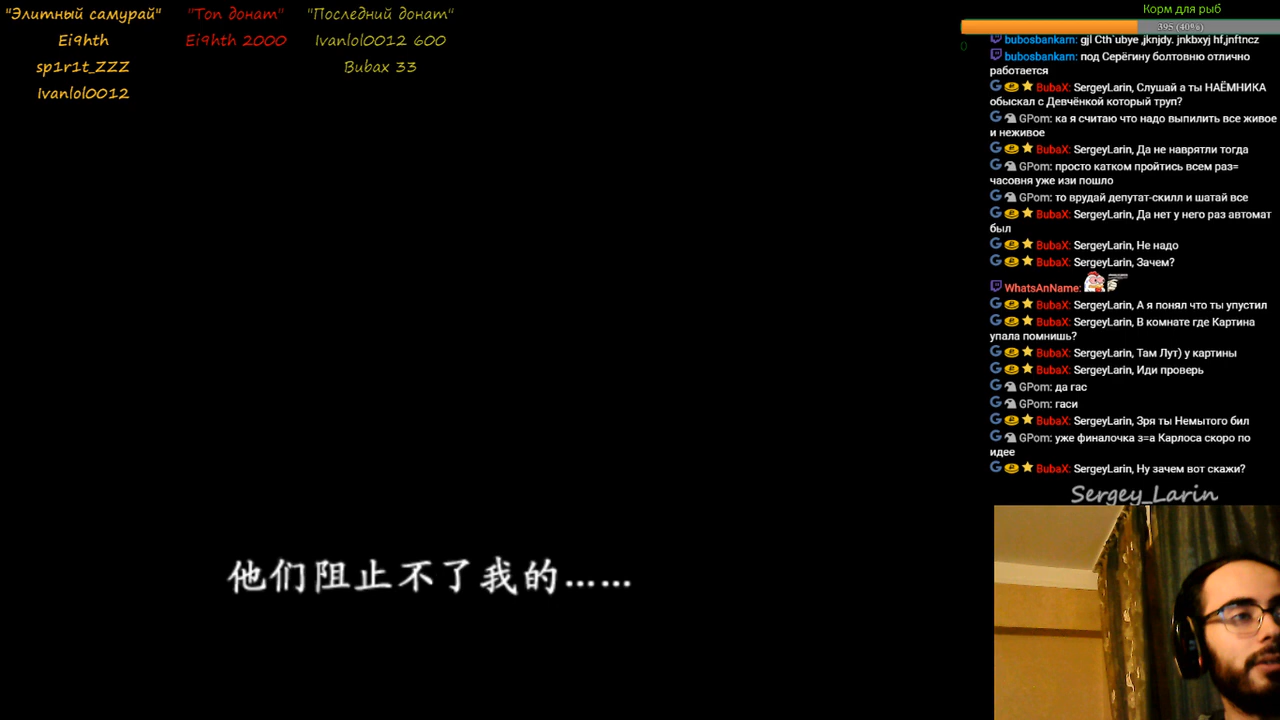 "Элитный самурай"
Ei9hth
sp1r1t_ZZZ
Ivanlol0012
"Топ донат"
Ei9hth 2000
"Последний донат"
Ivanlol0012 600
Bubax 33
Корм для рыб
395 (40%)
0
bubosbankarn: gjl Cth`ubye ,jknjdy. jnkbxyj hf,jnftncz
bubosbankarn: под Серёгину болтовню отлично
работается
BubaX: SergeyLarin, Слушай а ты НАЁМНИКА
обыскал с Девчёнкой который труп?
GPom: ка я считаю что надо выпилить все живое
и неживое
BubaX: SergeyLarin, Да не навряtли тогда
GPom: просто катком пройтись всем раз=
часовня уже изи пошло
GPom: то врудай депутат-скилл и шатай все
BubaX: SergeyLarin, Да нет у него раз автомат
был
BubaX: SergeyLarin, Не надо
BubaX: SergeyLarin, Зачем?
WhatsAnName:
BubaX: SergeyLarin, А я понял что ты упустил
BubaX: SergeyLarin, В комнате где Картина
упала помнишь?
BubaX: SergeyLarin, Там Лут) у картины
BubaX: SergeyLarin, Иди проверь
GPom: да гас
GPom: гаси
BubaX: SergeyLarin, Зря ты Немытого бил
GPom: уже финалочка з=а Карлоса скоро по
идее
BubaX: SergeyLarin, Ну зачем вот скажи?
Sergey_Larin
他们阻止不了我的……